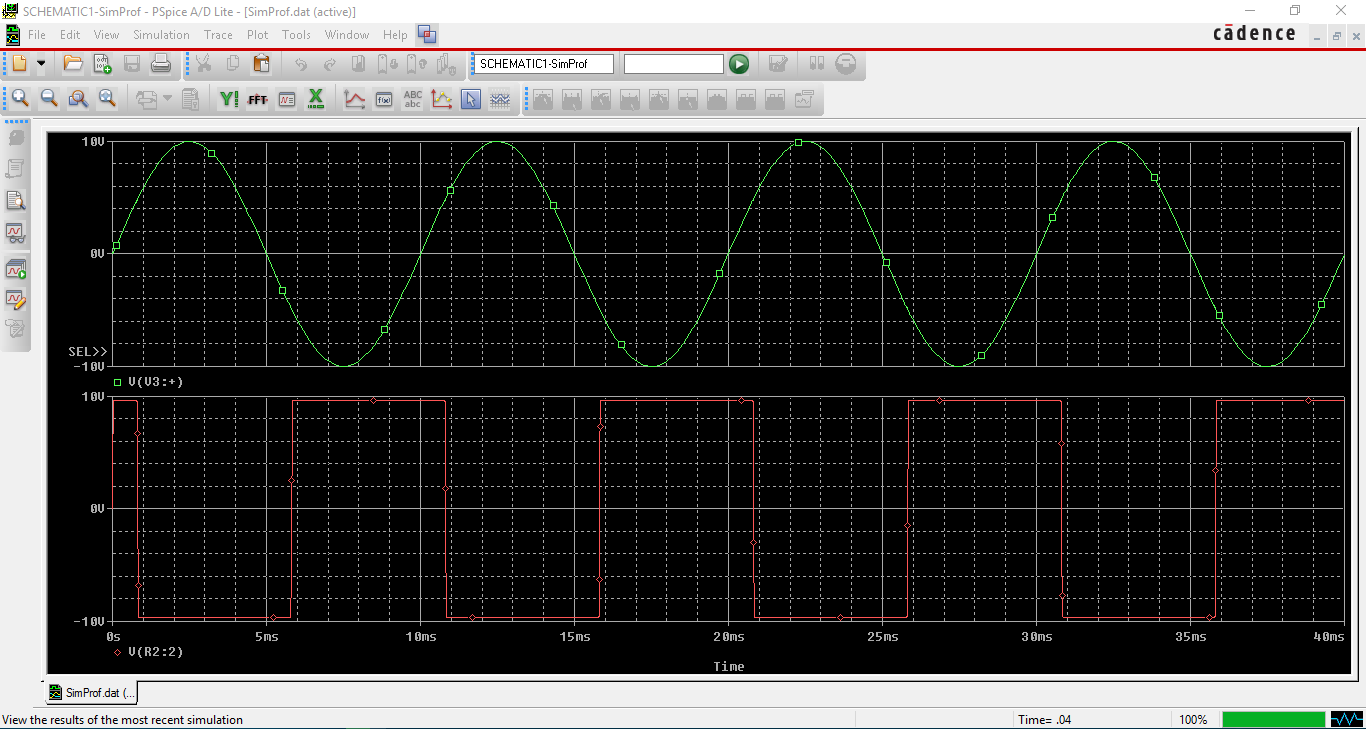 SCHEMATIC1-SimProf - PSpice A/D Lite - [SimProf.dat (active)]
File Edit View Simulation Trace Plot Tools Window Help
cādence
SCHEMATIC1-SimProf
FFT
ABC
abc
10V
0V
SEL>>
-10V
V(V3:+)
10V
0V
-10V
0s 5ms 10ms 15ms 20ms 25ms 30ms 35ms 40ms
V(R2:2)
Time
SimProf.dat (...
View the results of the most recent simulation Time= .04 100%